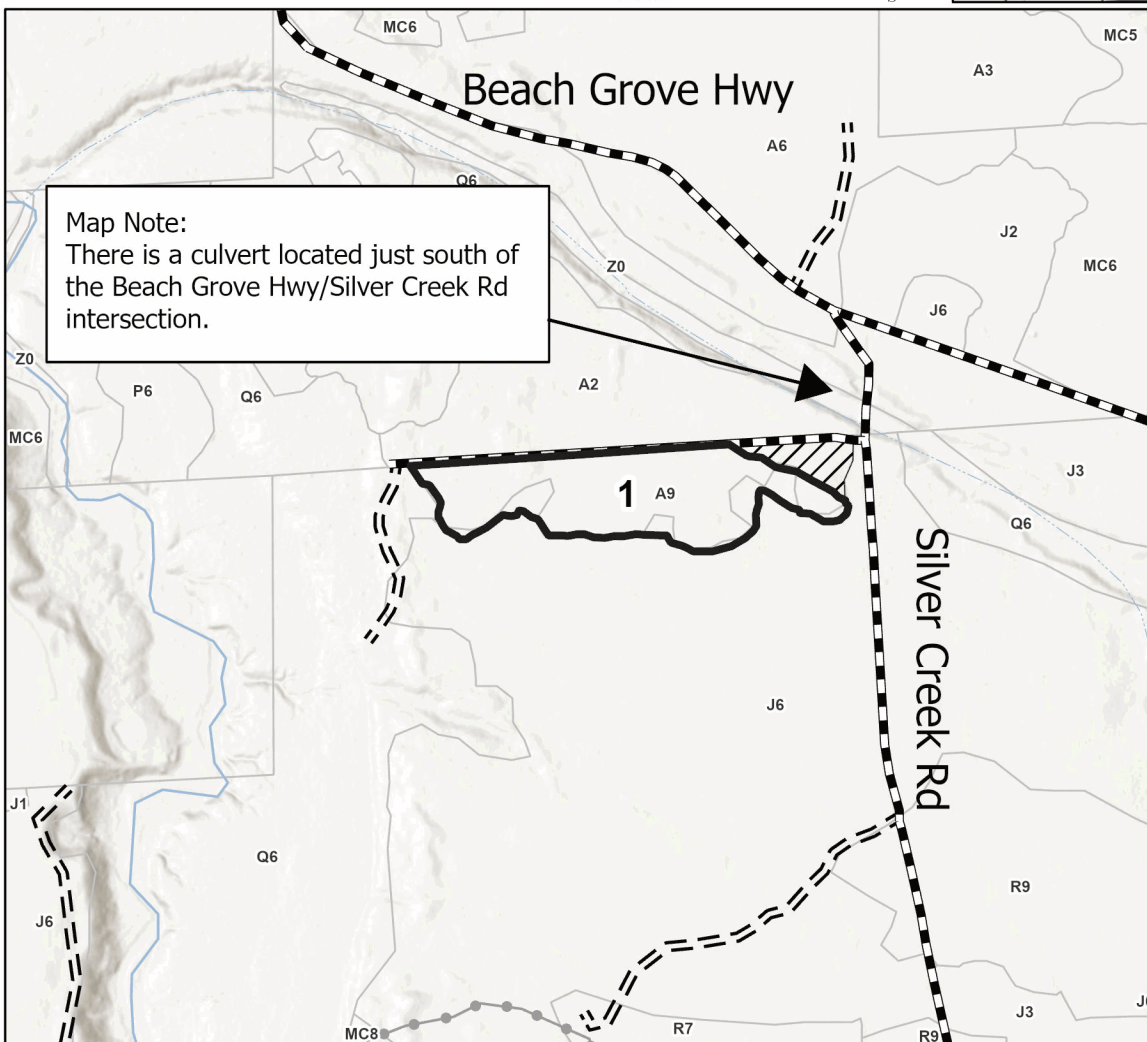 MC6
MC5
A3
Beach Grove Hwy
A6
Q6
Map Note:
There is a culvert located just south of
the Beach Grove Hwy/Silver Creek Rd
intersection.
J2
Z0
MC6
J6
Z0
P6
Q6
A2
MC6
J3
1
A9
Q6
Silver Creek Rd
J6
J1
Q6
R9
J6
J3
MC8
R7
R9